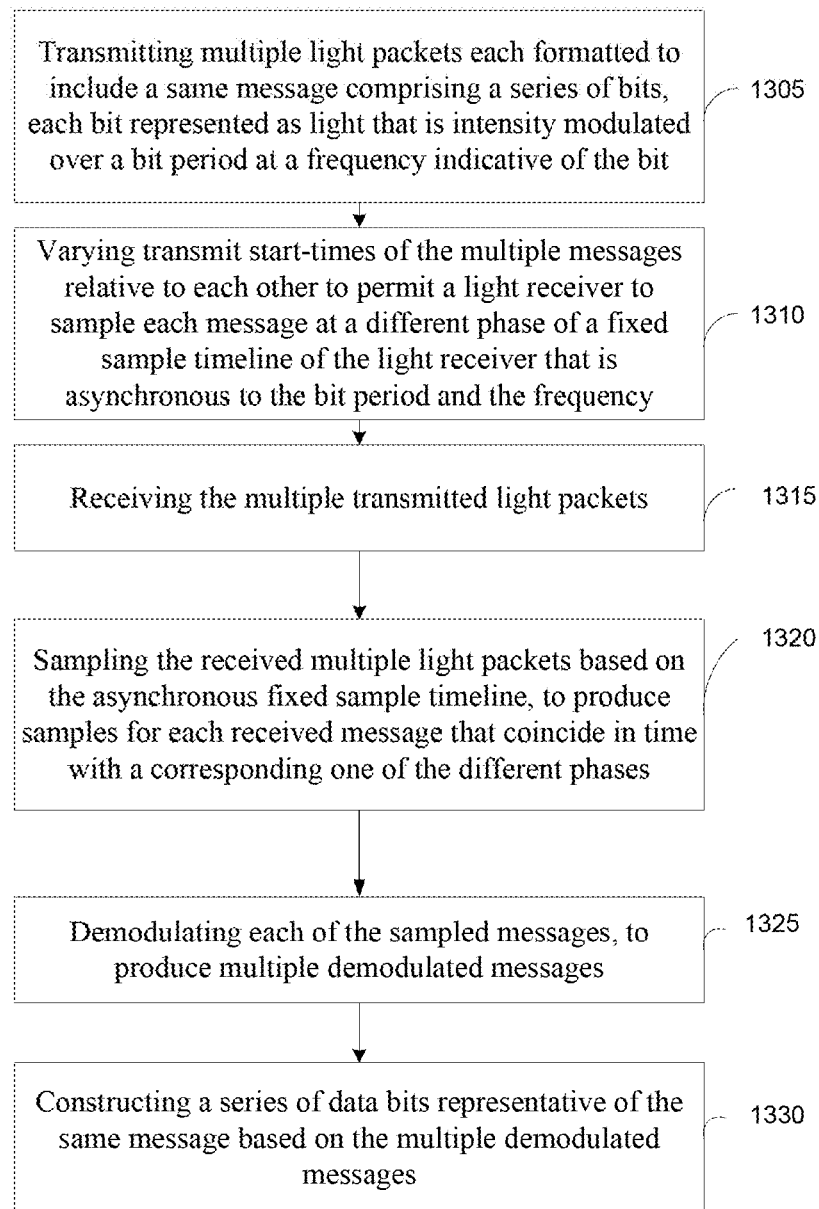 Transmitting multiple light packets each formatted to
include a same message comprising a series of bits,
each bit represented as light that is intensity modulated
over a bit period at a frequency indicative of the bit
1305
Varying transmit start-times of the multiple messages
relative to each other to permit a light receiver to
sample each message at a different phase of a fixed
sample timeline of the light receiver that is
asynchronous to the bit period and the frequency
1310
Receiving the multiple transmitted light packets
1315
Sampling the received multiple light packets based on
the asynchronous fixed sample timeline, to produce
samples for each received message that coincide in time
with a corresponding one of the different phases
1320
Demodulating each of the sampled messages, to
produce multiple demodulated messages
1325
Constructing a series of data bits representative of the
same message based on the multiple demodulated
messages
1330